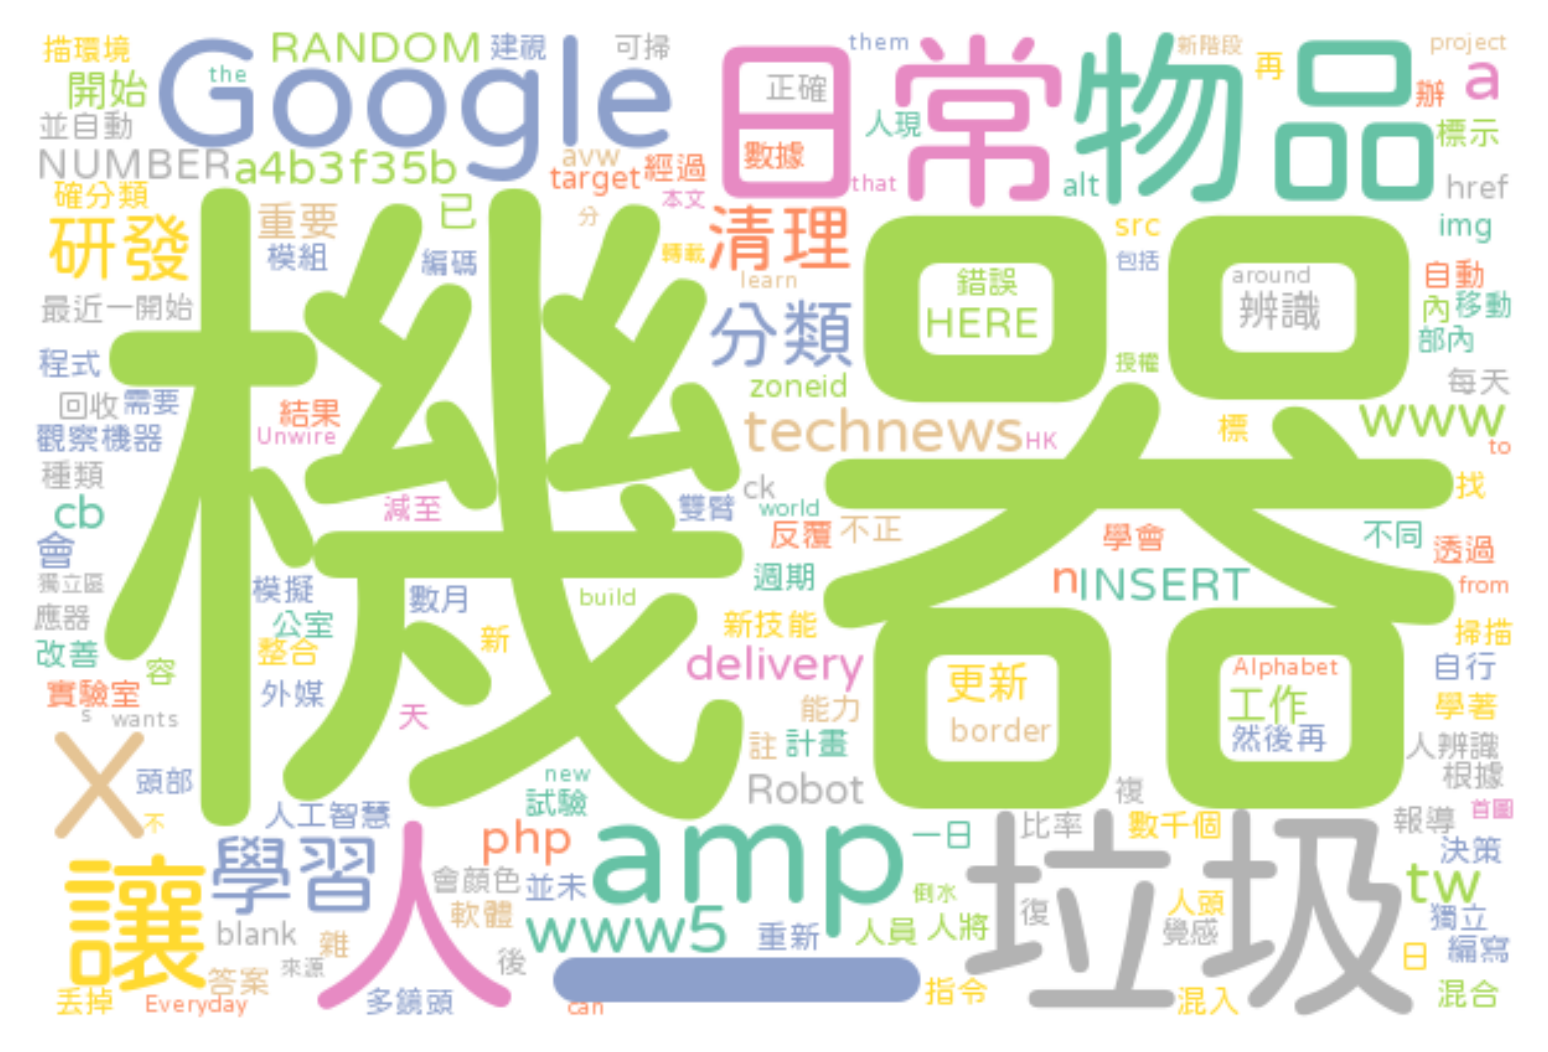 描環境 RANDOM 建視 可掃 them 新階段 project
Google 日常物品 a
開始 the 正確 再 辦
並自動 人現 標示
NUMBER a4b3f35b avw 經過 數據
target that alt href
確分類 本文
研發 重要 已 分 清理 src img
模組 編碼 轉載 包括
learn 錯誤 around 自動
最近一開始 分類 HERE 辨識 內 移動
機器
程式 授權 部內
zoneid 每天
回收 需要 結果 technews www
觀察機器 Unwire HK 標 to
種類 ck 找
cb 減至 雙臂 world
會 反覆 不正 學會 不同 透過
獨立區 模擬 數月 build 週期 n INSERT from
應器 公室 新技能 掃描
改善 整合 新 delivery Alphabet 自行
容 更新
實驗室 外媒 天 能力 工作 學著
s wants border 然後再
X 頭部 new 註 計畫 人辨識
試驗 Robot 複 根據
不 人工智慧 首圖
php amp 一日 比率 數千個 報導
讓 學習 人 垃圾 決策
會顏色 並未 倒水 tw
軟體 www5 復 人頭 獨立
blank 雜 重新 人員 人將 覺感
來源 後 日 編寫
答案 指令
丟掉 Everyday 多鏡頭 can 混入 混合